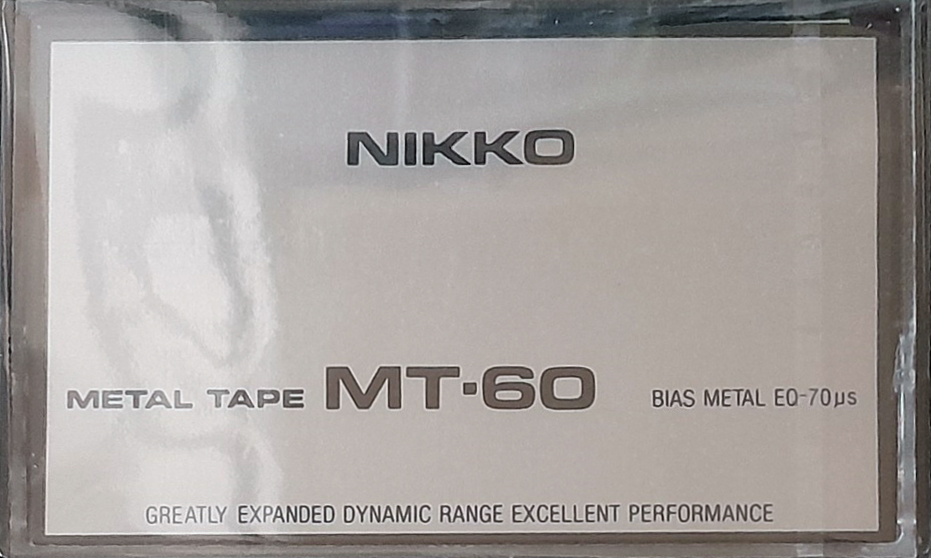 NIKKO
METAL TAPE MT·60 BIAS METAL EQ-70μs
GREATLY EXPANDED DYNAMIC RANGE EXCELLENT PERFORMANCE